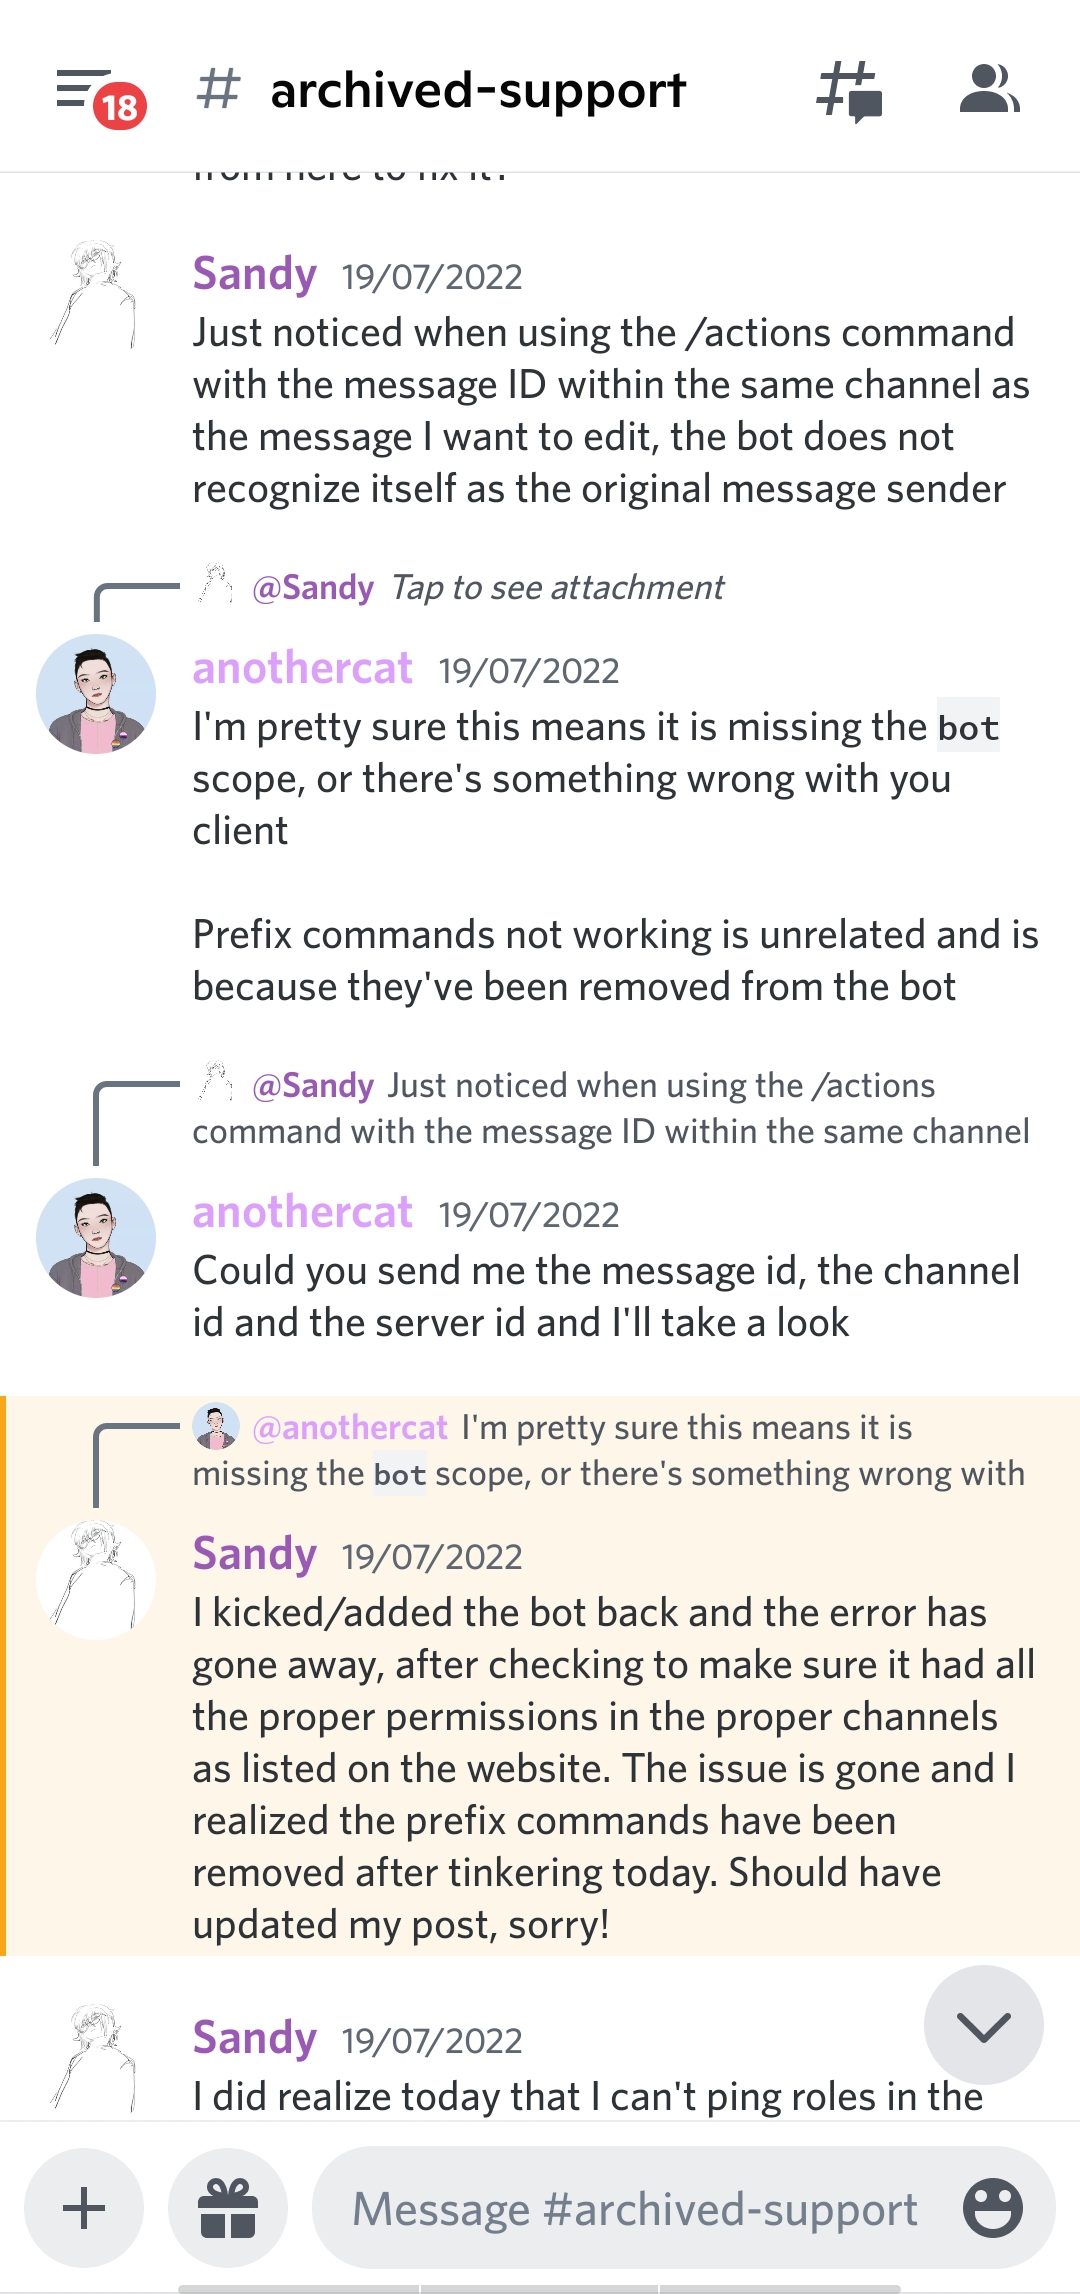 18
# archived-support
from here to fix it?
Sandy 19/07/2022
Just noticed when using the /actions command
with the message ID within the same channel as
the message I want to edit, the bot does not
recognize itself as the original message sender
@Sandy Tap to see attachment
anothercat 19/07/2022
I'm pretty sure this means it is missing the bot
scope, or there's something wrong with you
client
Prefix commands not working is unrelated and is
because they've been removed from the bot
@Sandy Just noticed when using the /actions
command with the message ID within the same channel
anothercat 19/07/2022
Could you send me the message id, the channel
id and the server id and I'll take a look
@anothercat I'm pretty sure this means it is
missing the bot scope, or there's something wrong with
Sandy 19/07/2022
I kicked/added the bot back and the error has
gone away, after checking to make sure it had all
the proper permissions in the proper channels
as listed on the website. The issue is gone and I
realized the prefix commands have been
removed after tinkering today. Should have
updated my post, sorry!
Sandy 19/07/2022
I did realize today that I can't ping roles in the
Message #archived-support